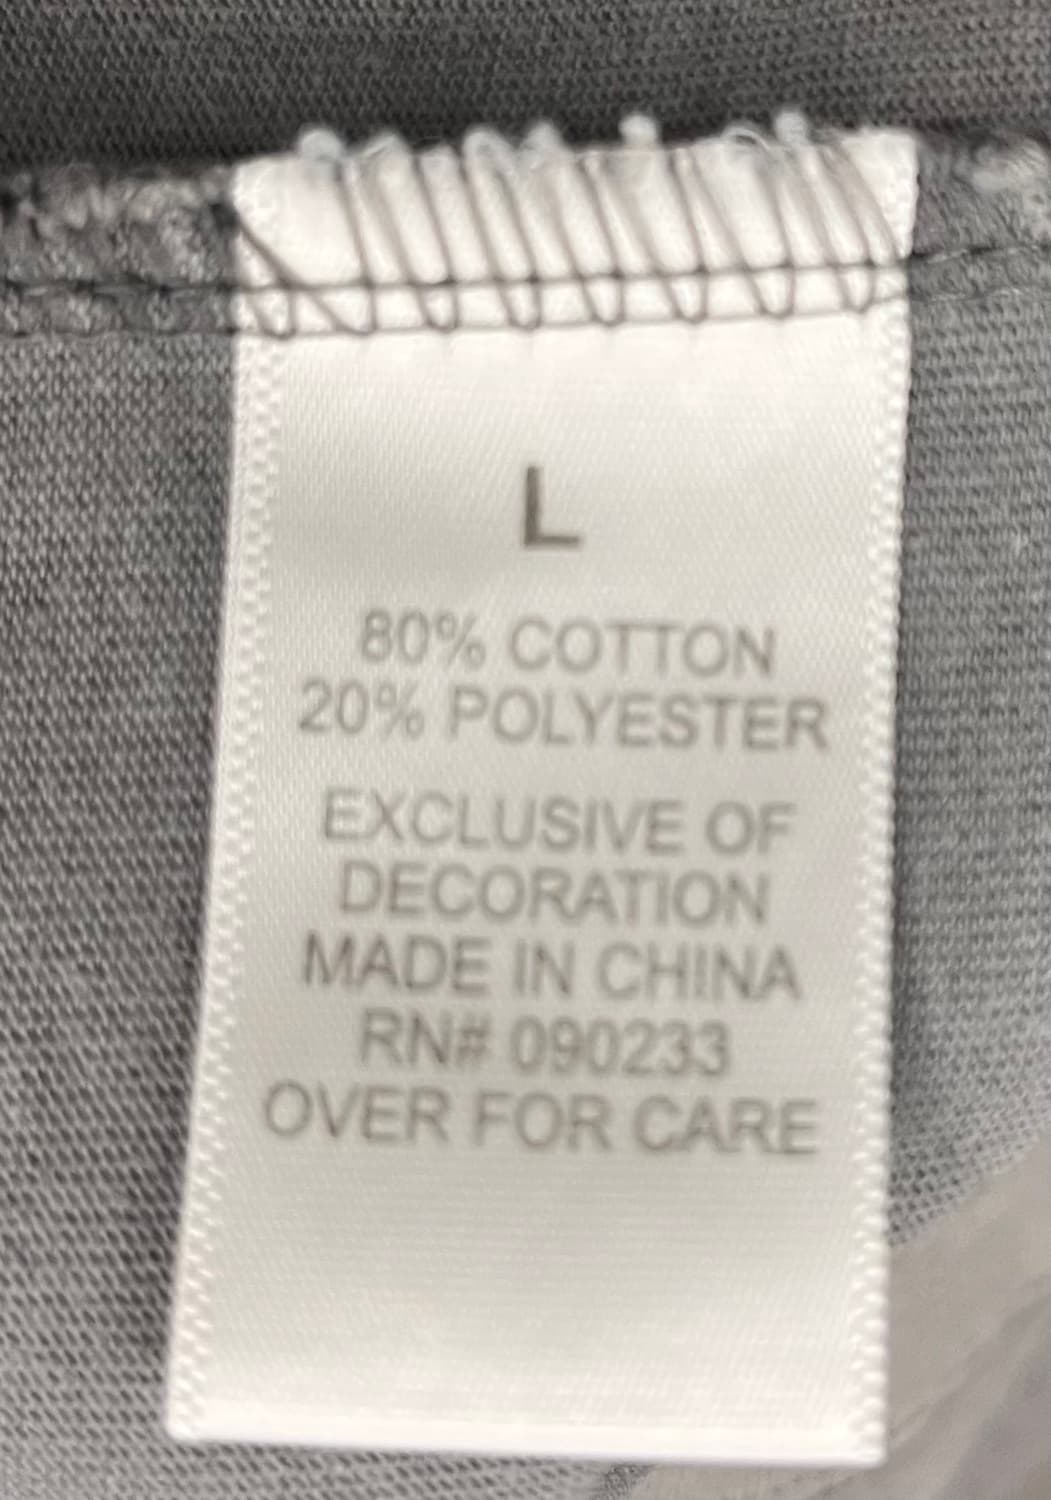 L
80% COTTON
20% POLYESTER
EXCLUSIVE OF
DECORATION
MADE IN CHINA
RN# 090233
OVER FOR CARE